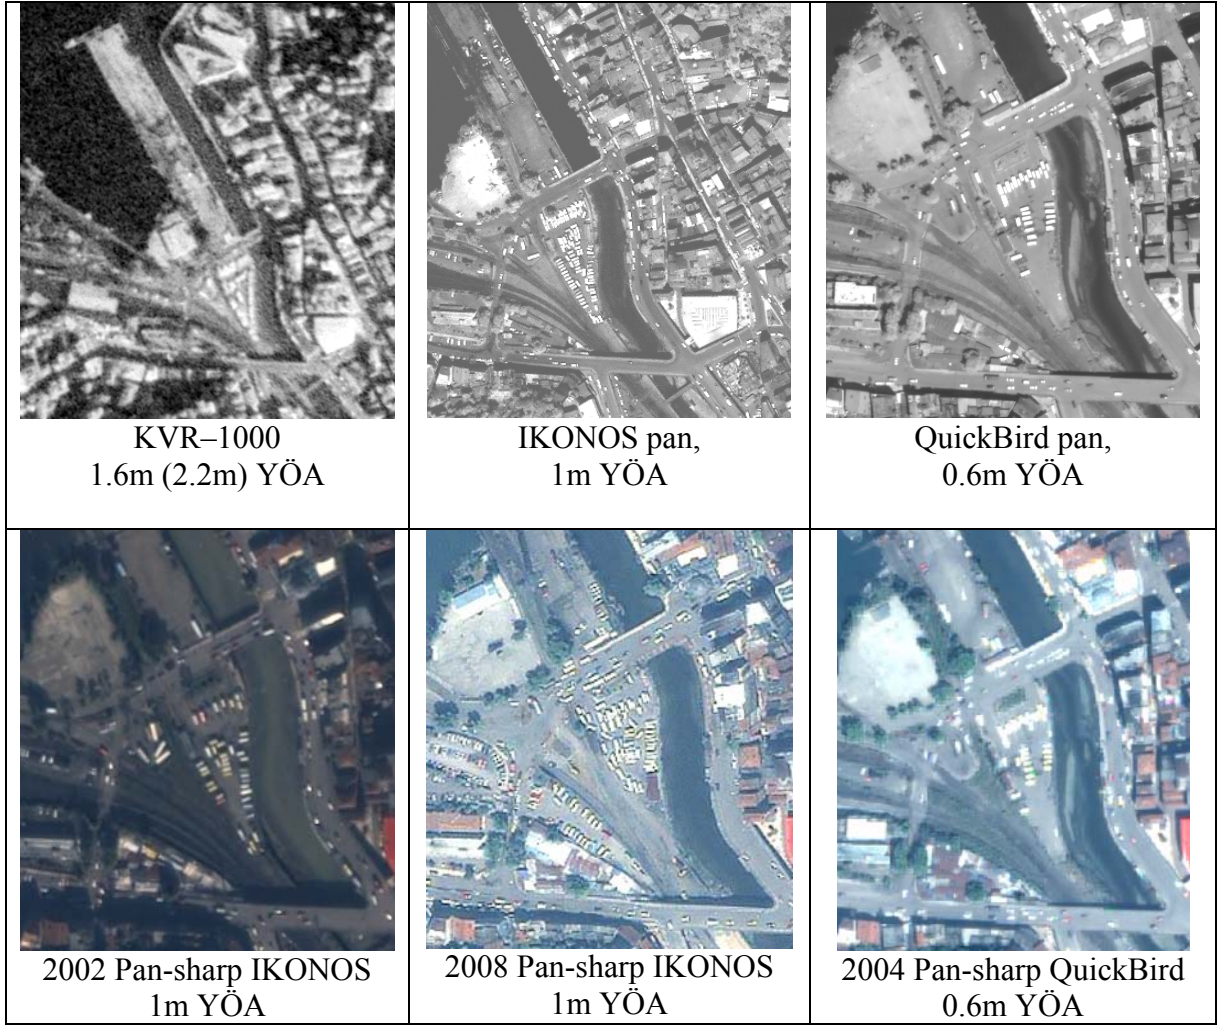 KVR–1000
1.6m (2.2m) YÖA
IKONOS pan,
1m YÖA
QuickBird pan,
0.6m YÖA
2002 Pan-sharp IKONOS
1m YÖA
2008 Pan-sharp IKONOS
1m YÖA
2004 Pan-sharp QuickBird
0.6m YÖA